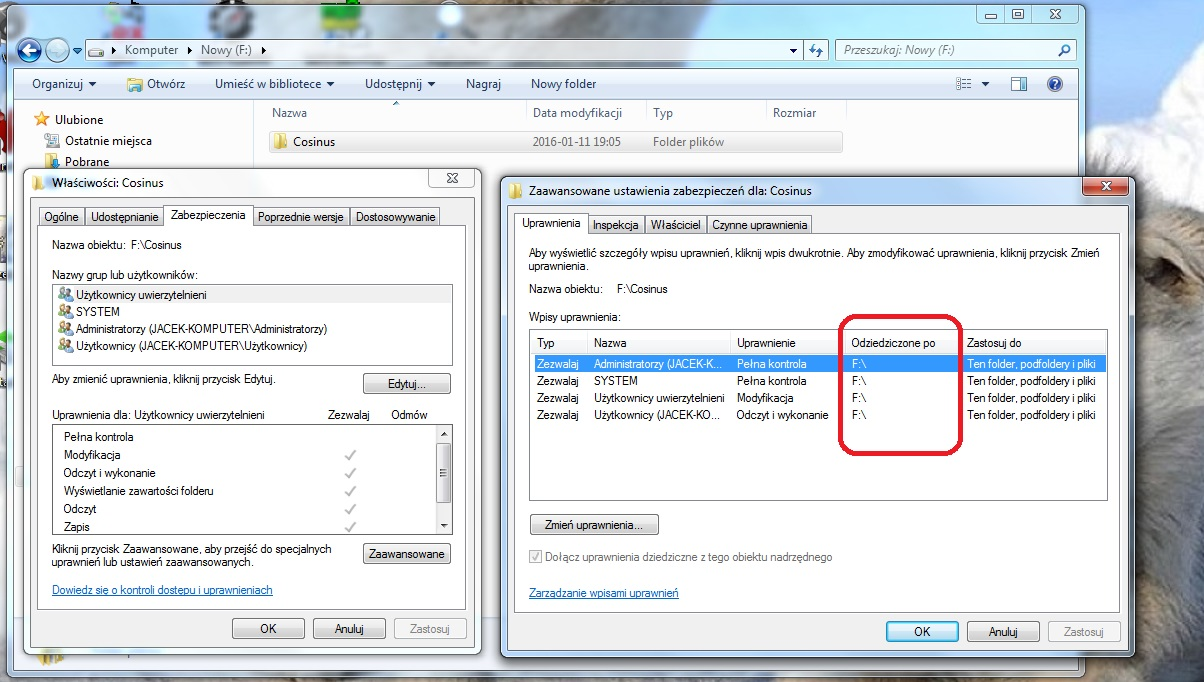 Komputer Nowy (F:)
Przeszukaj: Nowy (F:)
Organizuj Otwórz Umieść w bibliotece Udostępnij Nagraj Nowy folder
Ulubione
Ostatnie miejsca
Pobrane
Nazwa Data modyfikacji Typ Rozmiar
Cosinus 2016-01-11 19:05 Folder plików
Właściwości: Cosinus
Ogólne Udostępnianie Zabezpieczenia Poprzednie wersje Dostosowywanie
Nazwa obiektu: F:\Cosinus
Nazwy grup lub użytkowników:
Użytkownicy uwierzytelnieni
SYSTEM
Administratorzy (JACEK-KOMPUTER\Administratorzy)
Użytkownicy (JACEK-KOMPUTER\Użytkownicy)
Aby zmienić uprawnienia, kliknij przycisk Edytuj.
Edytuj...
Uprawnienia dla: Użytkownicy uwierzytelnieni Zezwalaj Odmów
Pełna kontrola
Modyfikacja
Odczyt i wykonanie
Wyświetlanie zawartości folderu
Odczyt
Zapis
Kliknij przycisk Zaawansowane, aby przejść do specjalnych
uprawnień lub ustawień zaawansowanych.
Zaawansowane
Dowiedz się o kontroli dostępu i uprawnieniach
OK Anuluj Zastosuj
Zaawansowane ustawienia zabezpieczeń dla: Cosinus
Uprawnienia Inspekcja Właściciel Czynne uprawnienia
Aby wyświetlić szczegóły wpisu uprawnień, kliknij wpis dwukrotnie. Aby zmodyfikować uprawnienia, kliknij przycisk Zmień
uprawnienia.
Nazwa obiektu: F:\Cosinus
Wpisy uprawnienia:
Typ Nazwa Uprawnienie Odziedziczone po Zastosuj do
Zezwalaj Administratorzy (JACEK-K... Pełna kontrola F:\ Ten folder, podfoldery i pliki
Zezwalaj SYSTEM Pełna kontrola F:\ Ten folder, podfoldery i pliki
Zezwalaj Użytkownicy uwierzytelnieni Modyfikacja F:\ Ten folder, podfoldery i pliki
Zezwalaj Użytkownicy (JACEK-KO... Odczyt i wykonanie F:\ Ten folder, podfoldery i pliki
Zmień uprawnienia...
Dołącz uprawnienia dziedziczne z tego obiektu nadrzędnego
Zarządzanie wpisami uprawnień
OK Anuluj Zastosuj